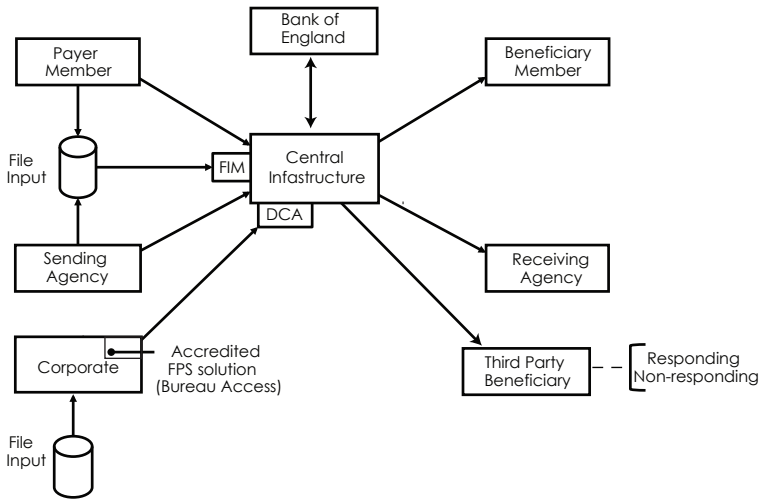 Bank of
England
Payer
Member
Beneficiary
Member
File
Input
FIM
Central
Infastructure
DCA
Sending
Agency
Receiving
Agency
Corporate
Accredited
FPS solution
(Bureau Access)
Third Party
Beneficiary
Responding
Non-responding
File
Input